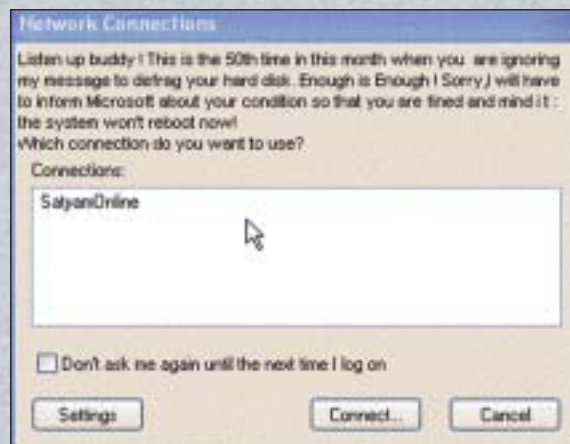 Network Connections
Listen up buddy ! This is the 50th time in this month when you are ignoring
my message to defrag your hard disk. Enough is Enough ! Sorry,I will have
to inform Microsoft about your condition so that you are fined and mind it :
the system won't reboot now!
Which connection do you want to use?
Connections:
SatyamOnline
Don't ask me again until the next time I log on
Settings
Connect...
Cancel